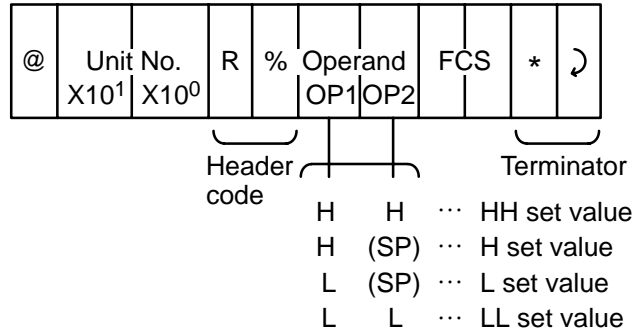 @ Unit No. R % Operand FCS * ⤸
X10¹ X10⁰ OP1 OP2
Header code
Terminator
H H ··· HH set value
H (SP) ··· H set value
L (SP) ··· L set value
L L ··· LL set value